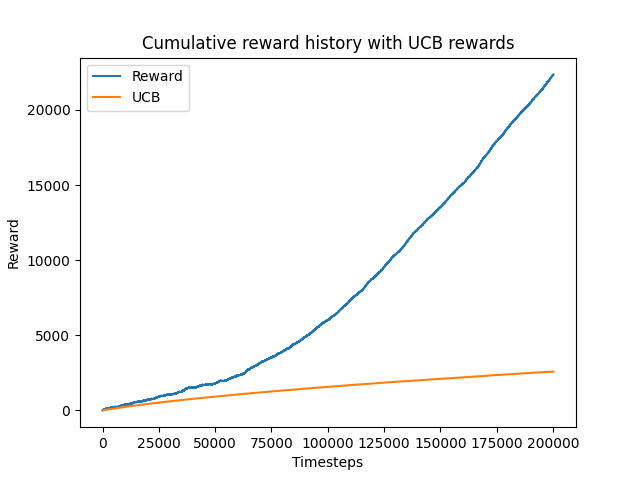 Cumulative reward history with UCB rewards
Reward
UCB
20000
15000
10000
5000
0
Reward
0 25000 50000 75000 100000 125000 150000 175000 200000
Timesteps